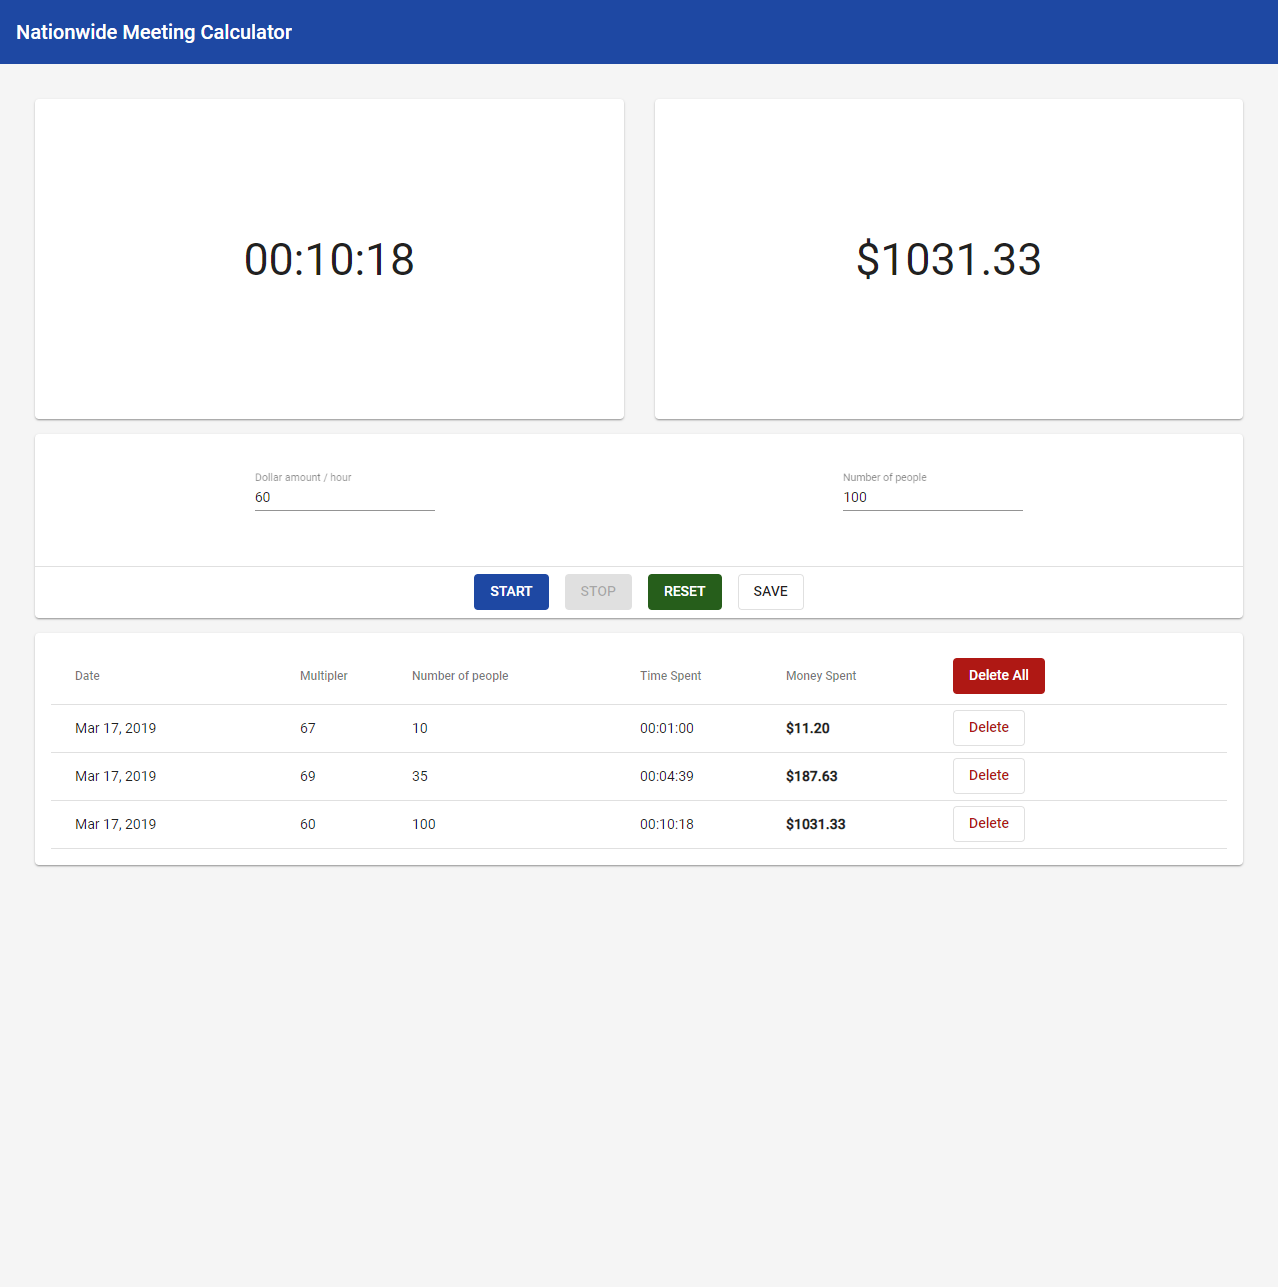 Nationwide Meeting Calculator
00:10:18
$1031.33
Dollar amount / hour
60
Number of people
100
START STOP RESET SAVE
Date Multipler Number of people Time Spent Money Spent Delete All
Mar 17, 2019 67 10 00:01:00 $11.20 Delete
Mar 17, 2019 69 35 00:04:39 $187.63 Delete
Mar 17, 2019 60 100 00:10:18 $1031.33 Delete